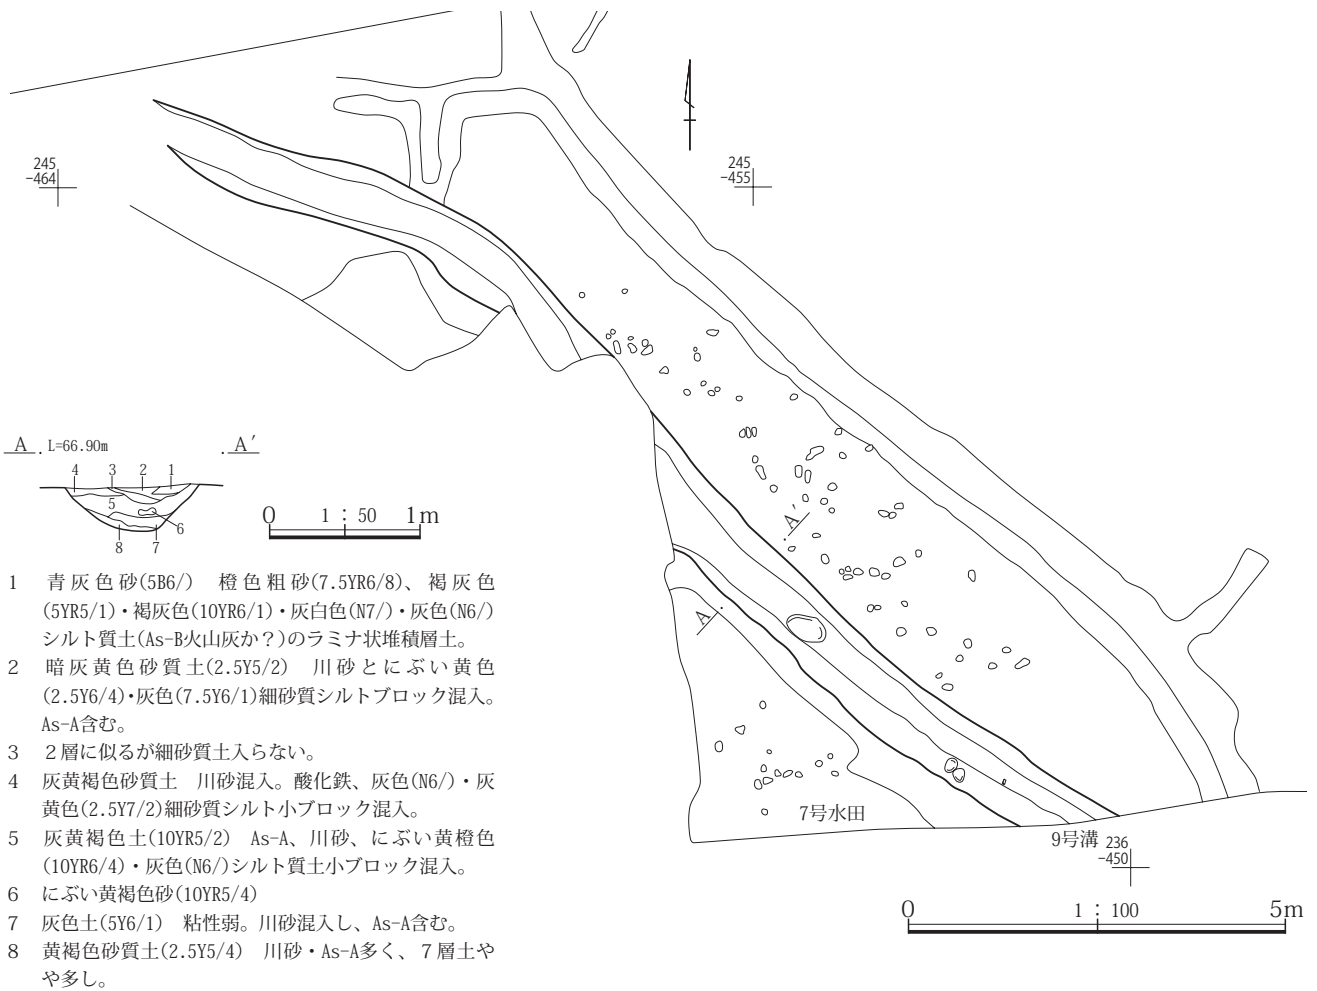 245
-464
245
-455
A . L=66.90m . A′
4 3 2 1
5
6
8 7
0 1 : 50 1m
A′
A
1 青灰色砂(5B6/) 橙色粗砂(7.5YR6/8)、褐灰色
(5YR5/1)・褐灰色(10YR6/1)・灰白色(N7/)・灰色(N6/)
シルト質土(As-B火山灰か？)のラミナ状堆積層土。
2 暗灰黄色砂質土(2.5Y5/2) 川砂とにぶい黄色
(2.5Y6/4)・灰色(7.5Y6/1)細砂質シルトブロック混入。
As-A含む。
3 ２層に似るが細砂質土入らない。
4 灰黄褐色砂質土 川砂混入。酸化鉄、灰色(N6/)・灰
黄色(2.5Y7/2)細砂質シルト小ブロック混入。
5 灰黄褐色土(10YR5/2) As-A、川砂、にぶい黄橙色
(10YR6/4)・灰色(N6/)シルト質土小ブロック混入。
6 にぶい黄褐色砂(10YR5/4)
7 灰色土(5Y6/1) 粘性弱。川砂混入し、As-A含む。
8 黄褐色砂質土(2.5Y5/4) 川砂・As-A多く、７層土や
や多し。
7号水田
9号溝
236
-450
0 1 : 100 5m